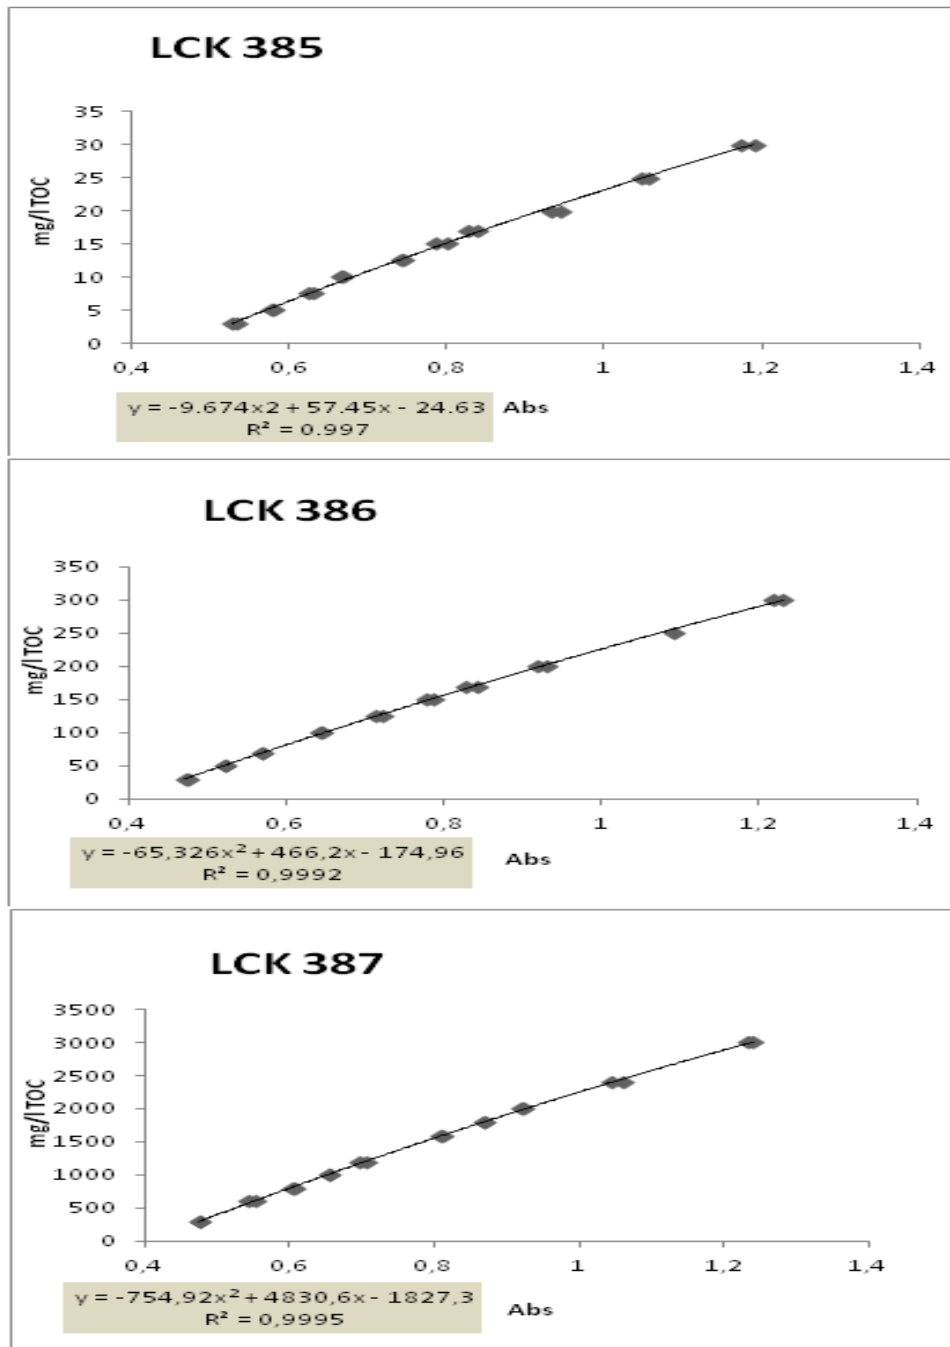 LCK 385
mg/l TOC
35
30
25
20
15
10
5
0
0,4 0,6 0,8 1 1,2 1,4
y = -9.674x2 + 57.45x - 24.63
R² = 0.997
Abs
LCK 386
mg/l TOC
350
300
250
200
150
100
50
0
0,4 0,6 0,8 1 1,2 1,4
y = -65,326x² + 466,2x - 174,96
R² = 0,9992
Abs
LCK 387
mg/l TOC
3500
3000
2500
2000
1500
1000
500
0
0,4 0,6 0,8 1 1,2 1,4
y = -754,92x² + 4830,6x - 1827,3
R² = 0,9995
Abs